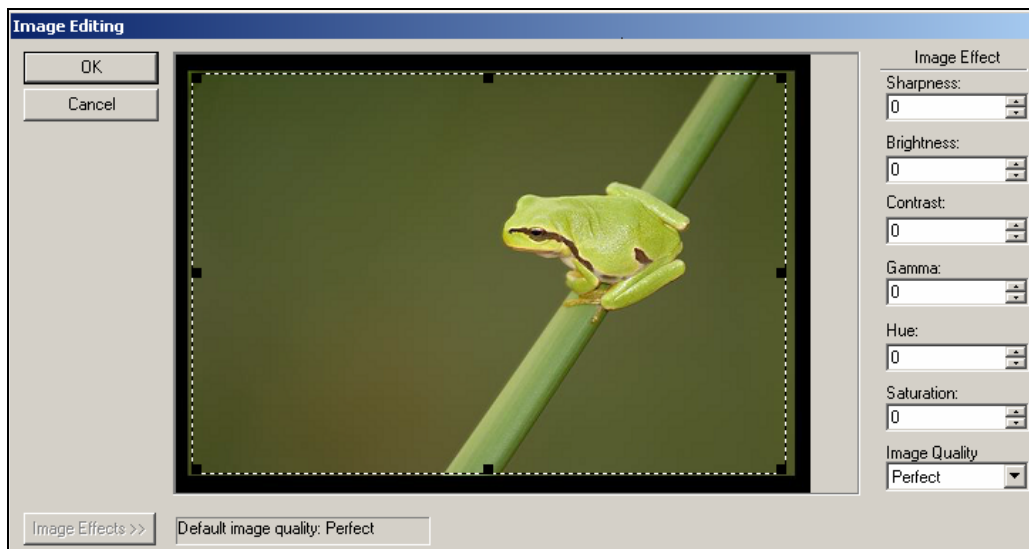 Image Editing
OK
Cancel
Image Effect
Sharpness:
0
Brightness:
0
Contrast:
0
Gamma:
0
Hue:
0
Saturation:
0
Image Quality
Perfect
Image Effects >>
Default image quality: Perfect